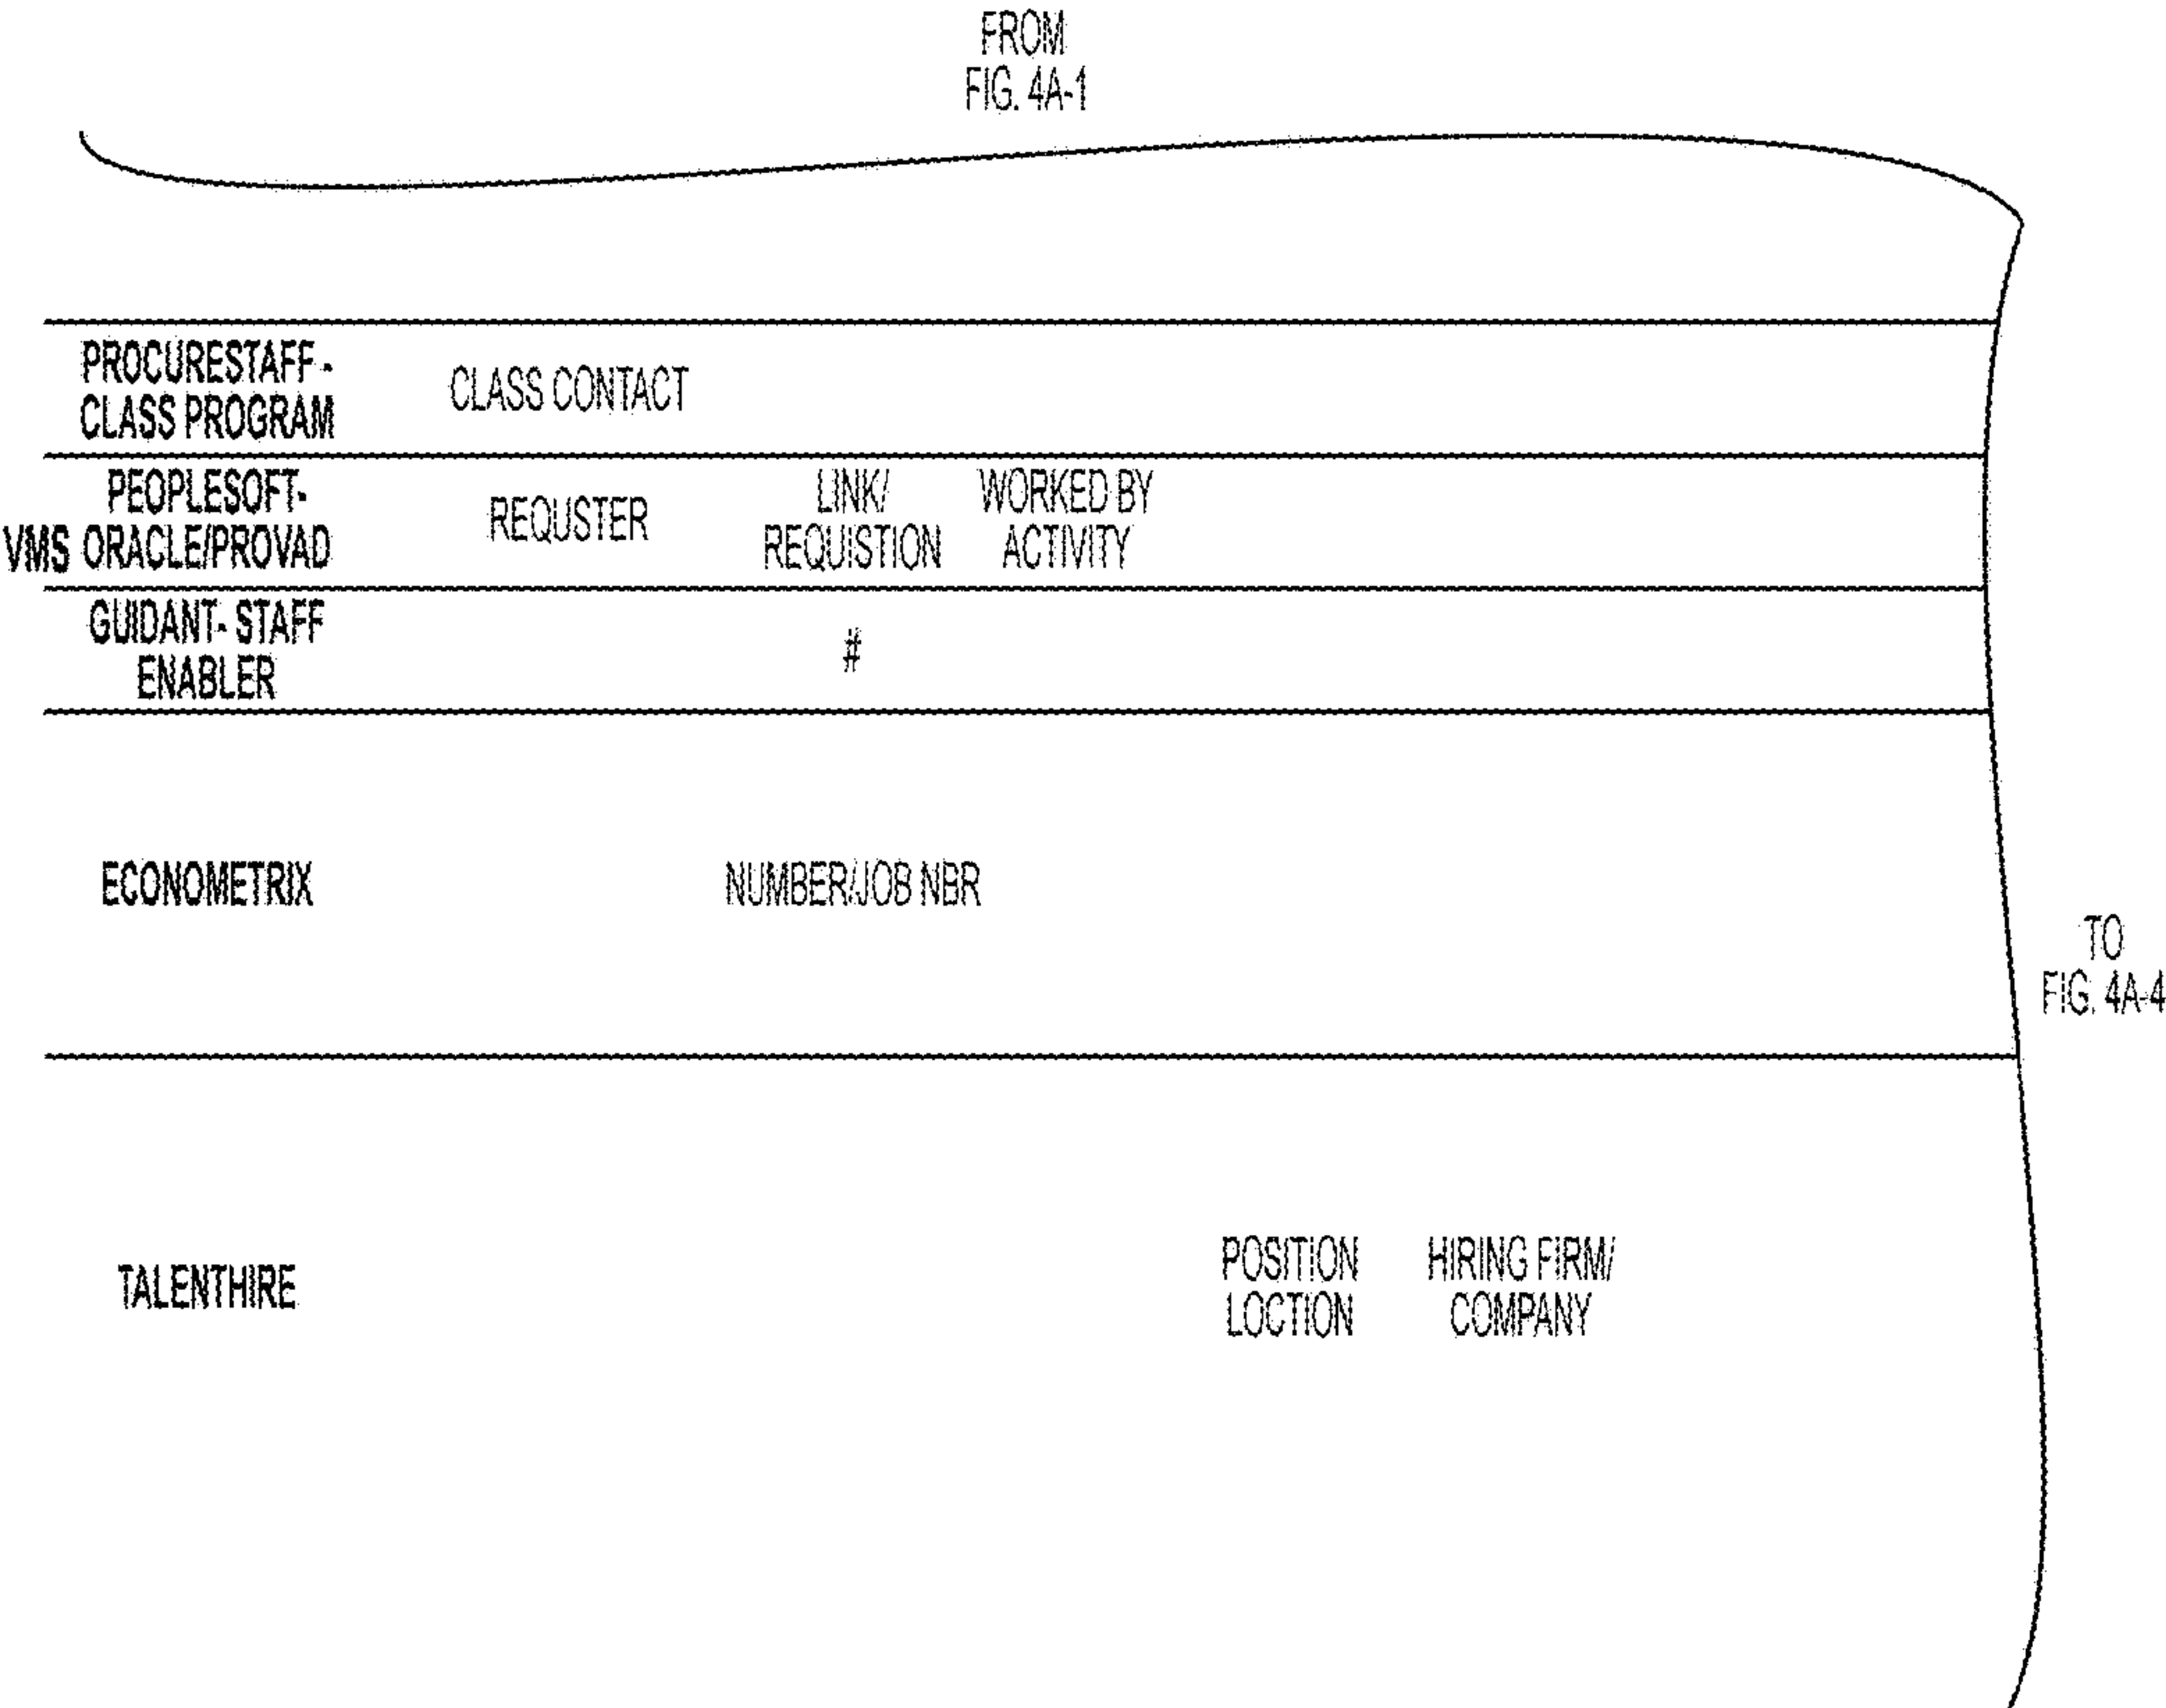 FROM
FIG. 4A-1
PROCURESTAFF -
CLASS PROGRAM
CLASS CONTACT
PEOPLESOFT-
VMS ORACLE/PROVAD
REQUSTER
LINK/
REQUISTION
WORKED BY
ACTIVITY
GUIDANT- STAFF
ENABLER
#
ECONOMETRIX
NUMBER/JOB NBR
TO
FIG. 4A-4
TALENTHIRE
POSITION
LOCTION
HIRING FIRM/
COMPANY